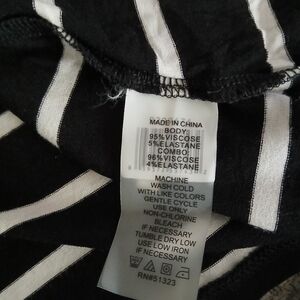 MADE IN CHINA
BODY:
95%VISCOSE
5%ELASTANE
COMBO:
96%VISCOSE
4%ELASTANE
MACHINE
WASH COLD
WITH LIKE COLORS
GENTLE CYCLE
USE ONLY
NON-CHLORINE
BLEACH
IF NECESSARY
TUMBLE DRY LOW
USE LOW IRON
IF NECESSARY
RN#51323